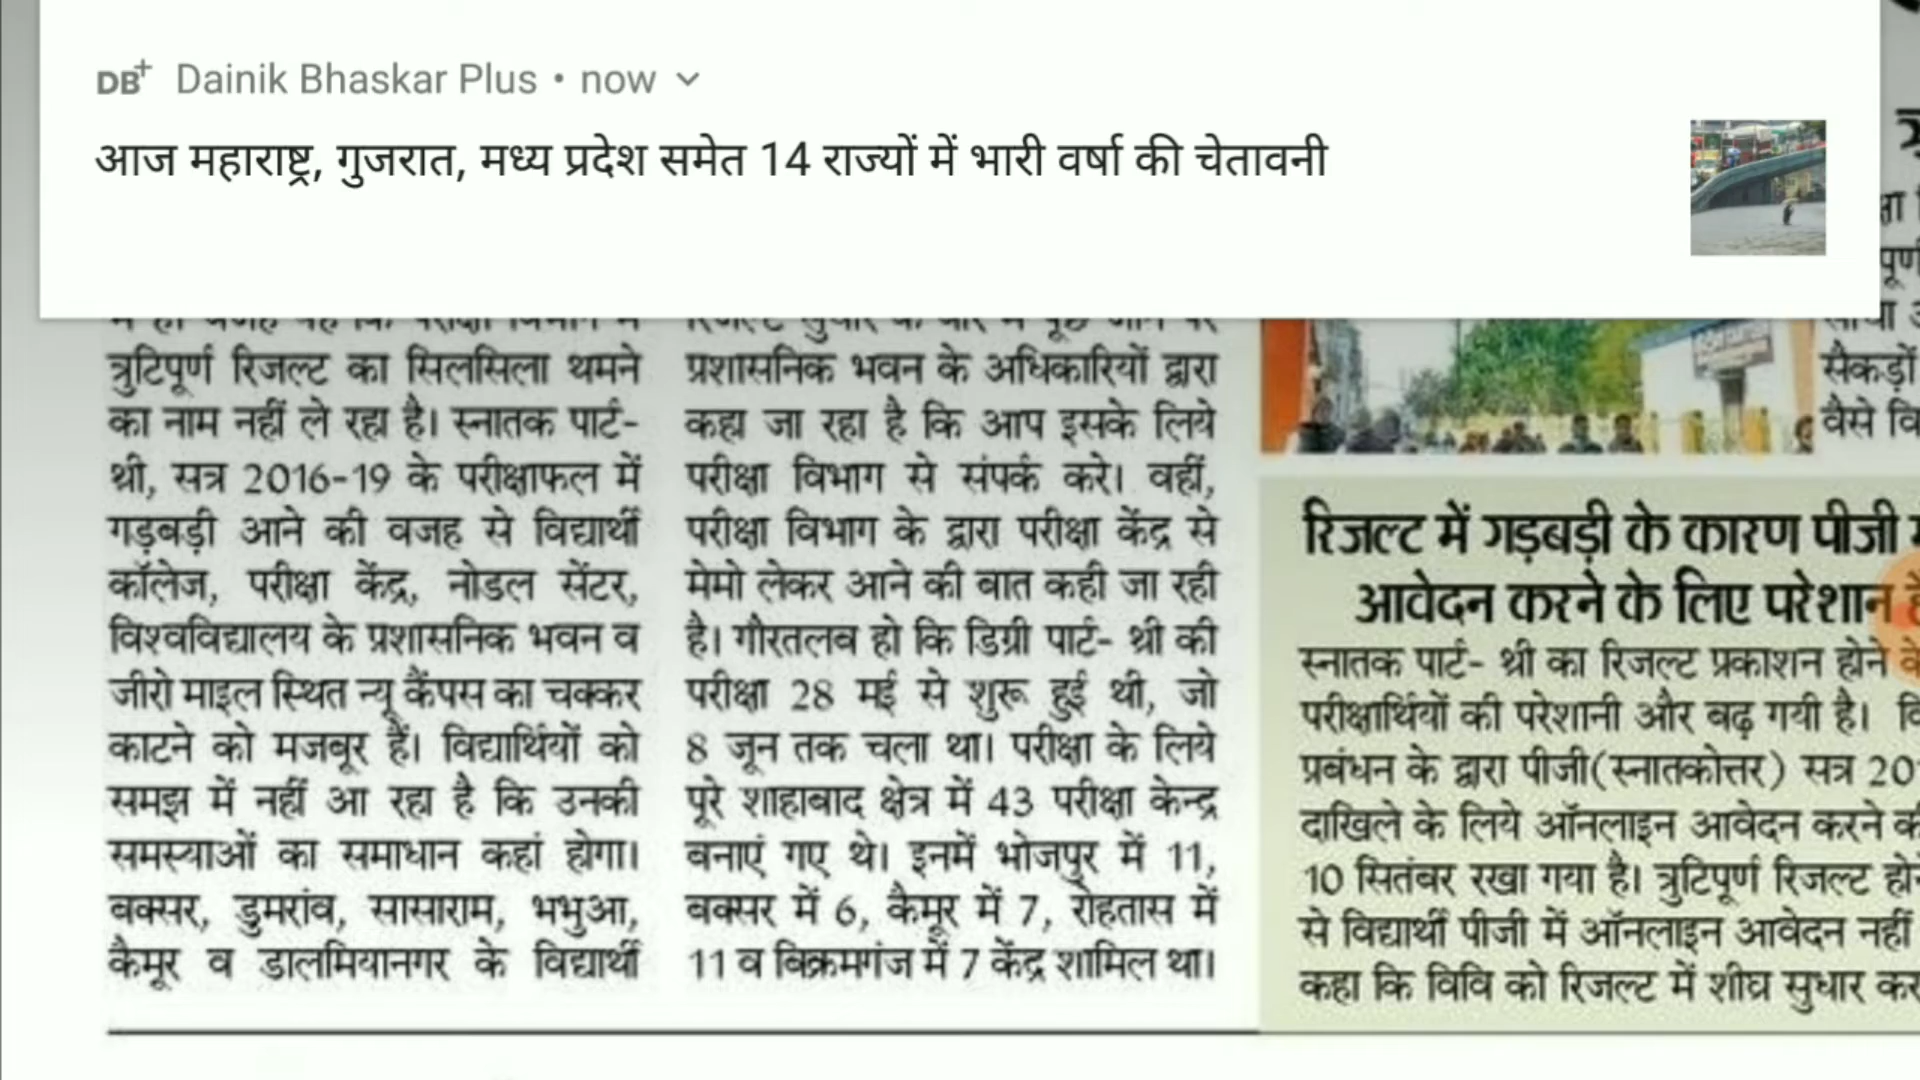 DB+ Dainik Bhaskar Plus • now
आज महाराष्ट्र, गुजरात, मध्य प्रदेश समेत 14 राज्यों में भारी वर्षा की चेतावनी
त्रुटिपूर्ण रिजल्ट का सिलसिला थमने
का नाम नहीं ले रहा है। स्नातक पार्ट-
थ्री, सत्र 2016-19 के परीक्षाफल में
गड़बड़ी आने की वजह से विद्यार्थी
कॉलेज, परीक्षा केंद्र, नोडल सेंटर,
विश्वविद्यालय के प्रशासनिक भवन व
जीरो माइल स्थित न्यू कैंपस का चक्कर
काटने को मजबूर हैं। विद्यार्थियों को
समझ में नहीं आ रहा है कि उनकी
समस्याओं का समाधान कहां होगा।
बक्सर, डुमरांव, सासाराम, भभुआ,
कैमूर व डालमियानगर के विद्यार्थी
प्रशासनिक भवन के अधिकारियों द्वारा
कहा जा रहा है कि आप इसके लिये
परीक्षा विभाग से संपर्क करे। वहीं,
परीक्षा विभाग के द्वारा परीक्षा केंद्र से
मेमो लेकर आने की बात कही जा रही
है। गौरतलब हो कि डिग्री पार्ट- थ्री की
परीक्षा 28 मई से शुरू हुई थी, जो
8 जून तक चला था। परीक्षा के लिये
पूरे शाहाबाद क्षेत्र में 43 परीक्षा केन्द्र
बनाएं गए थे। इनमें भोजपुर में 11,
बक्सर में 6, कैमूर में 7, रोहतास में
11 व बिक्रमगंज में 7 केंद्र शामिल था।
सैकड़ों
वैसे
रिजल्ट में गड़बड़ी के कारण पीजी
आवेदन करने के लिए परेशान
स्नातक पार्ट- थ्री का रिजल्ट प्रकाशन होने
परीक्षार्थियों की परेशानी और बढ़ गयी है।
प्रबंधन के द्वारा पीजी(स्नातकोत्तर) सत्र 20
दाखिले के लिये ऑनलाइन आवेदन करने
10 सितंबर रखा गया है। त्रुटिपूर्ण रिजल्ट
से विद्यार्थी पीजी में ऑनलाइन आवेदन नहीं
कहा कि विवि को रिजल्ट में शीघ्र सुधार